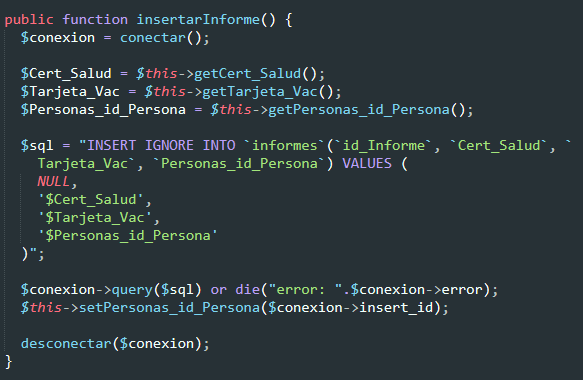 public function insertarInforme() {
$conexion = conectar();
$Cert_Salud = $this->getCert_Salud();
$Tarjeta_Vac = $this->getTarjeta_Vac();
$Personas_id_Persona = $this->getPersonas_id_Persona();
$sql = "INSERT IGNORE INTO `informes`(`id_Informe`, `Cert_Salud`, `
Tarjeta_Vac`, `Personas_id_Persona`) VALUES (
NULL,
'$Cert_Salud',
'$Tarjeta_Vac',
'$Personas_id_Persona'
)";
$conexion->query($sql) or die("error: ".$conexion->error);
$this->setPersonas_id_Persona($conexion->insert_id);
desconectar($conexion);
}